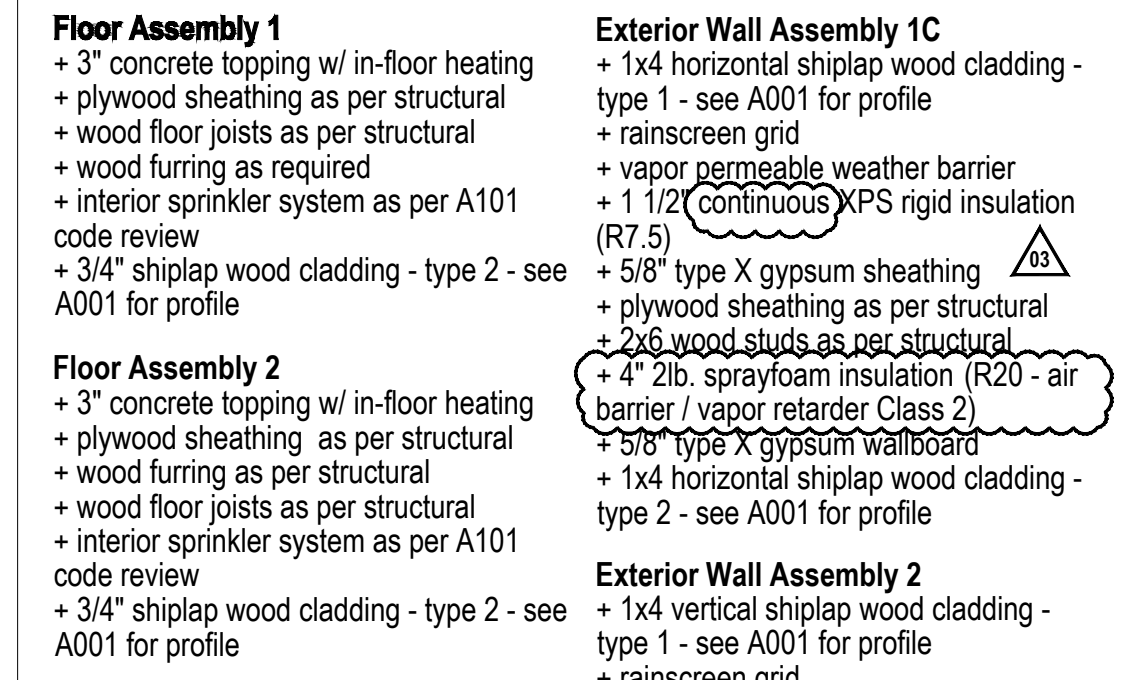 Floor Assembly 1
+ 3" concrete topping w/ in-floor heating
+ plywood sheathing as per structural
+ wood floor joists as per structural
+ wood furring as required
+ interior sprinkler system as per A101
code review
+ 3/4" shiplap wood cladding - type 2 - see
A001 for profile
Floor Assembly 2
+ 3" concrete topping w/ in-floor heating
+ plywood sheathing  as per structural
+ wood furring as per structural
+ wood floor joists as per structural
+ interior sprinkler system as per A101
code review
+ 3/4" shiplap wood cladding - type 2 - see
A001 for profile
Exterior Wall Assembly 1C
+ 1x4 horizontal shiplap wood cladding -
type 1 - see A001 for profile
+ rainscreen grid
+ vapor permeable weather barrier
+ 1 1/2" continuous XPS rigid insulation
(R7.5)
03
+ 5/8" type X gypsum sheathing
+ plywood sheathing as per structural
+ 2x6 wood studs as per structural
+ 4" 2lb. sprayfoam insulation (R20 - air
barrier / vapor retarder Class 2)
+ 5/8" type X gypsum wallboard
+ 1x4 horizontal shiplap wood cladding -
type 2 - see A001 for profile
Exterior Wall Assembly 2
+ 1x4 vertical shiplap wood cladding -
type 1 - see A001 for profile
+ rainscreen grid